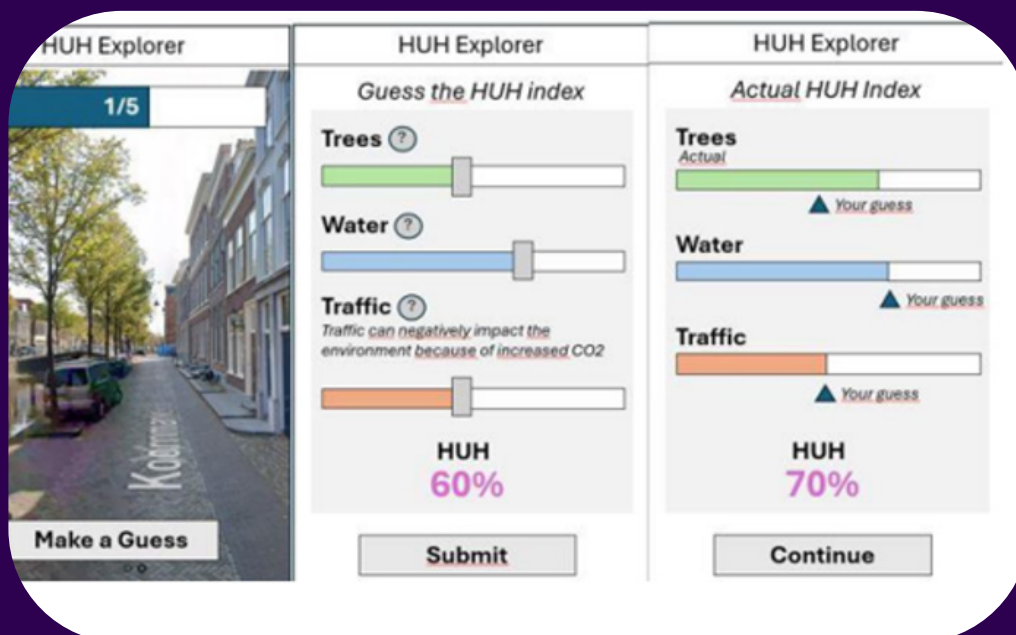 HUH Explorer
1/5
Make a Guess
HUH Explorer
Guess the HUH index
Trees ?
Water ?
Traffic ?
Traffic can negatively impact the
environment because of increased CO2
HUH
60%
Submit
HUH Explorer
Actual HUH Index
Trees
Actual
Your guess
Water
Your guess
Traffic
Your guess
HUH
70%
Continue